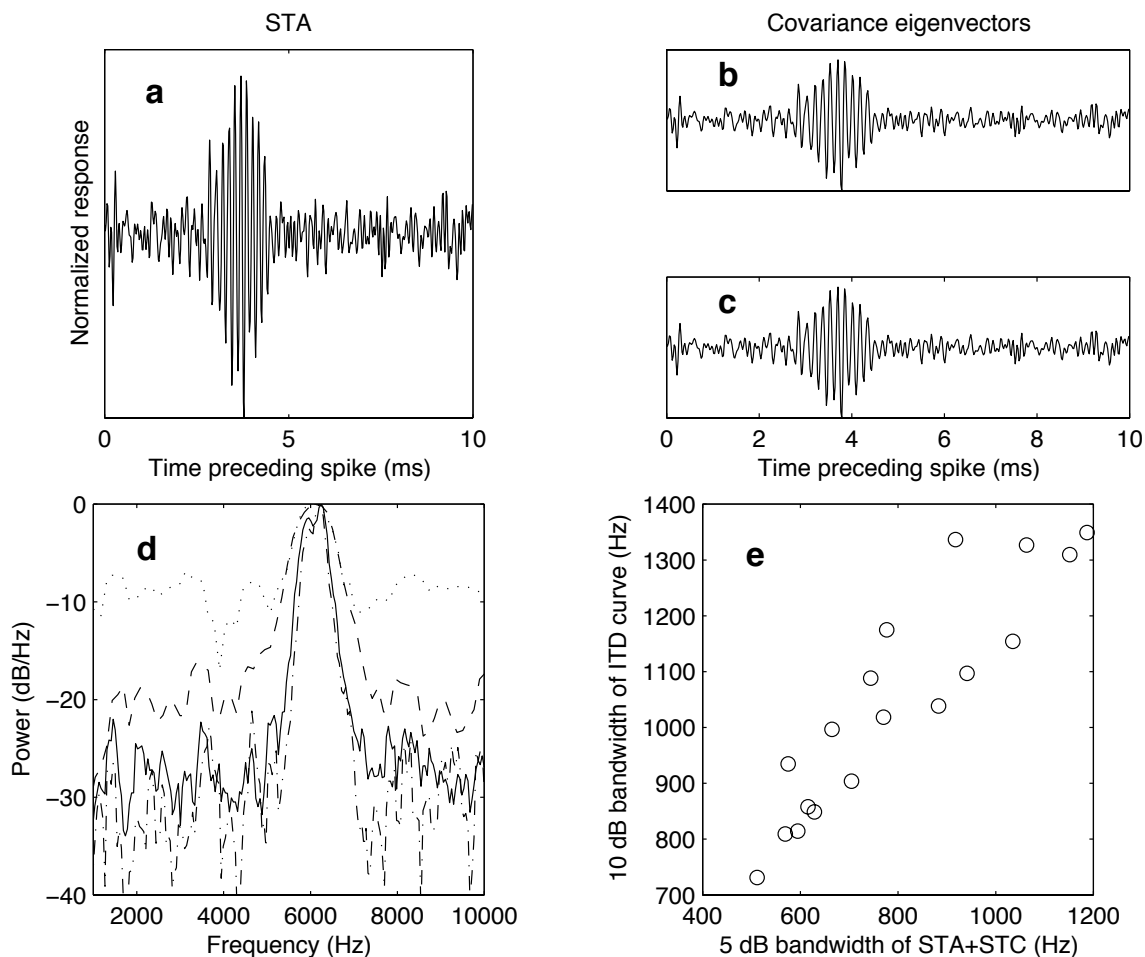 STA
Covariance eigenvectors
a
Normalized response
0 5 10
Time preceding spike (ms)
b
c
0 2 4 6 8 10
Time preceding spike (ms)
d
0
−10
−20
−30
−40
Power (dB/Hz)
2000 4000 6000 8000 10000
Frequency (Hz)
e
1400
1300
1200
1100
1000
900
800
700
10 dB bandwidth of ITD curve (Hz)
400 600 800 1000 1200
5 dB bandwidth of STA+STC (Hz)